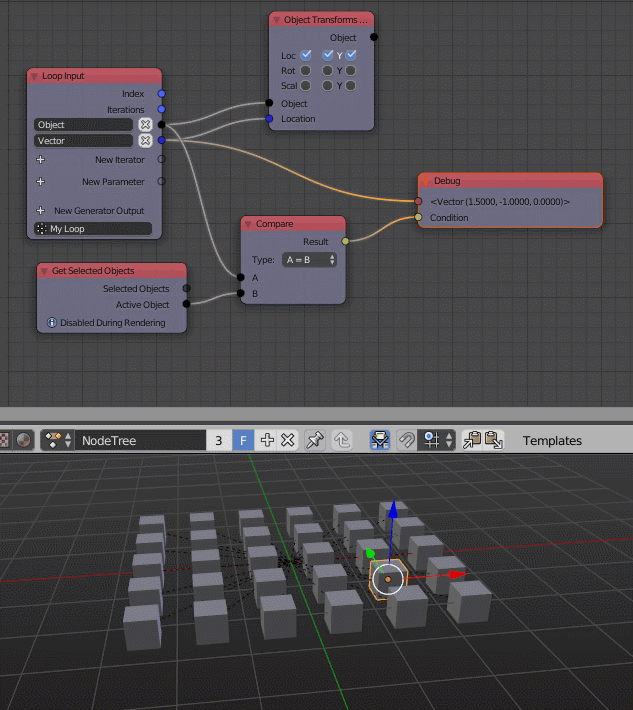 Object Transforms ...
Object
Loc Y
Rot Y
Scal Y
Object
Location
Loop Input
Index
Iterations
Object
Vector
New Iterator
New Parameter
New Generator Output
My Loop
Debug
<Vector (1.5000, -1.0000, 0.0000)>
Condition
Compare
Result
Type: A = B
A
B
Get Selected Objects
Selected Objects
Active Object
Disabled During Rendering
NodeTree 3 F Templates